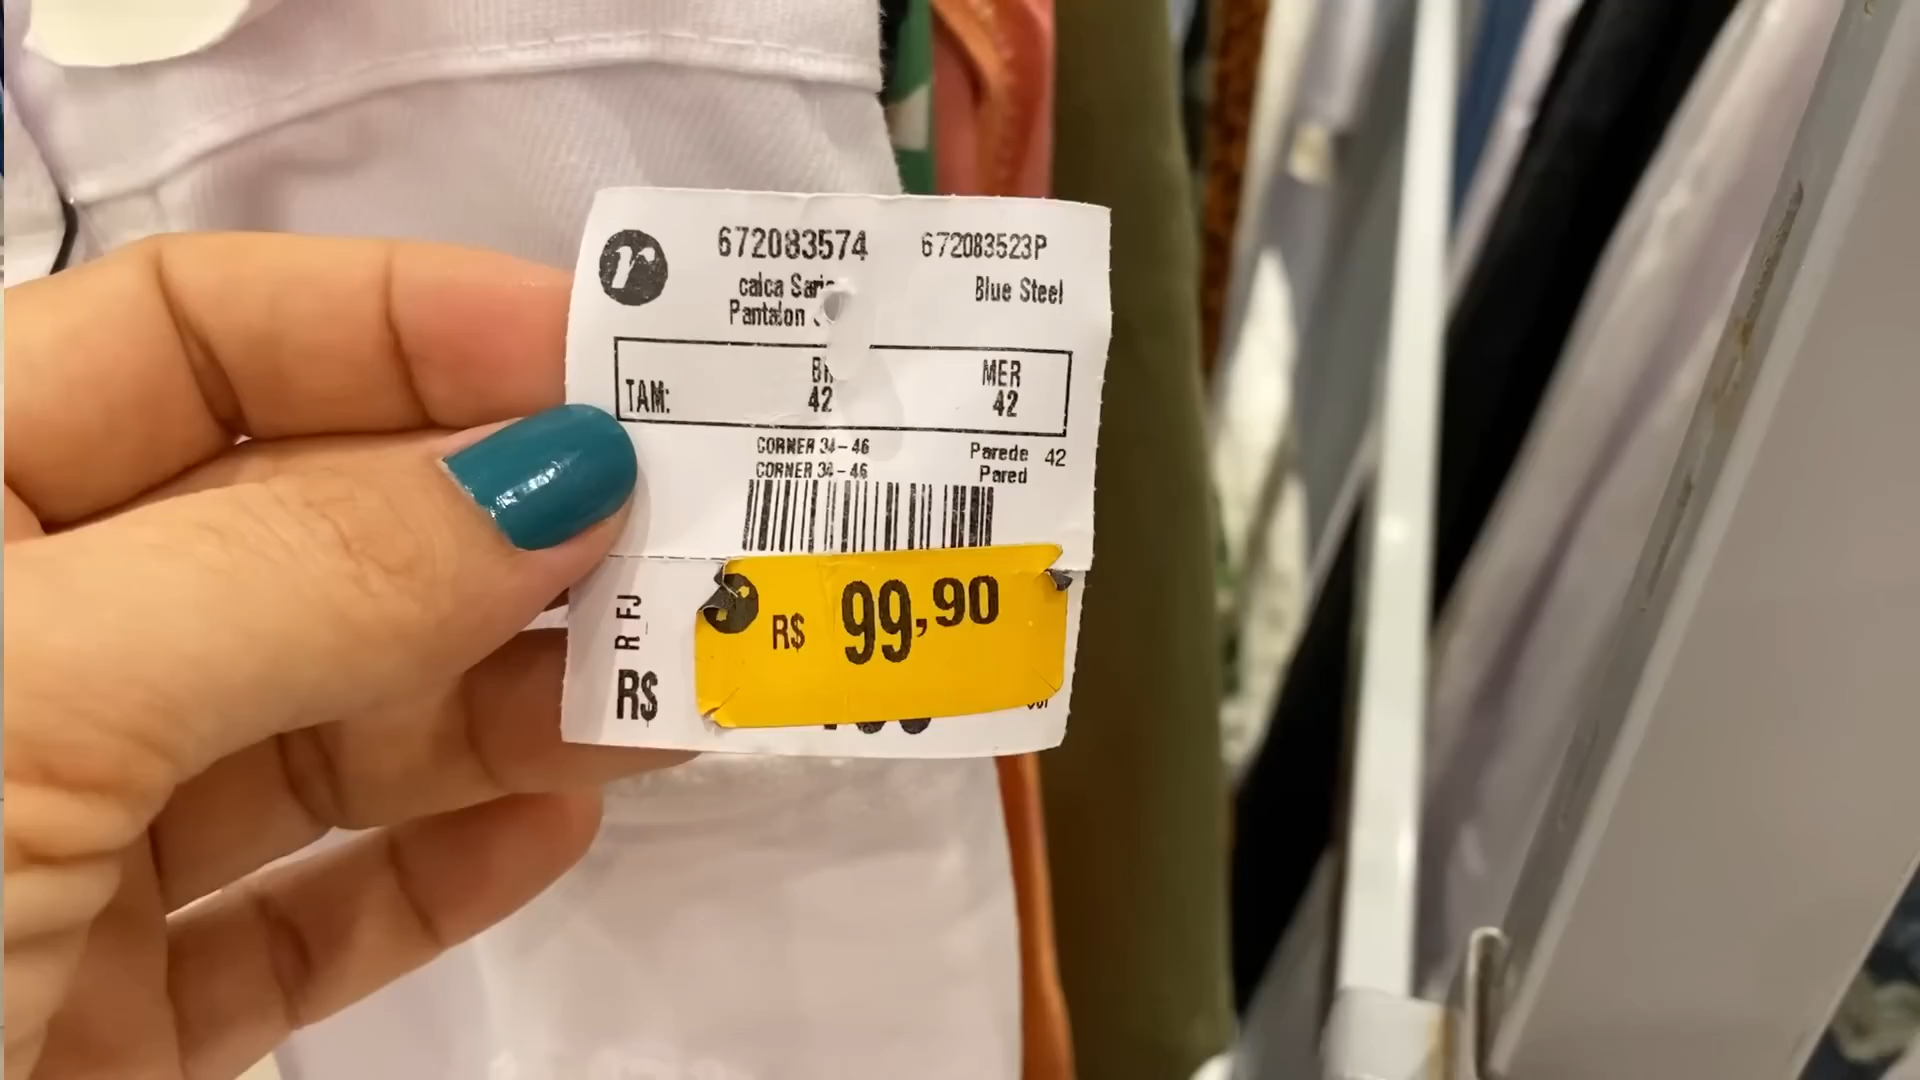 r
672083574 672083523P
calca Blue Steel
Pantalon
MER
TAM: 42 42
CORNER 34-46
CORNER 34-46
Parede 42
Pared
R FJ
R$ 99,90
R$